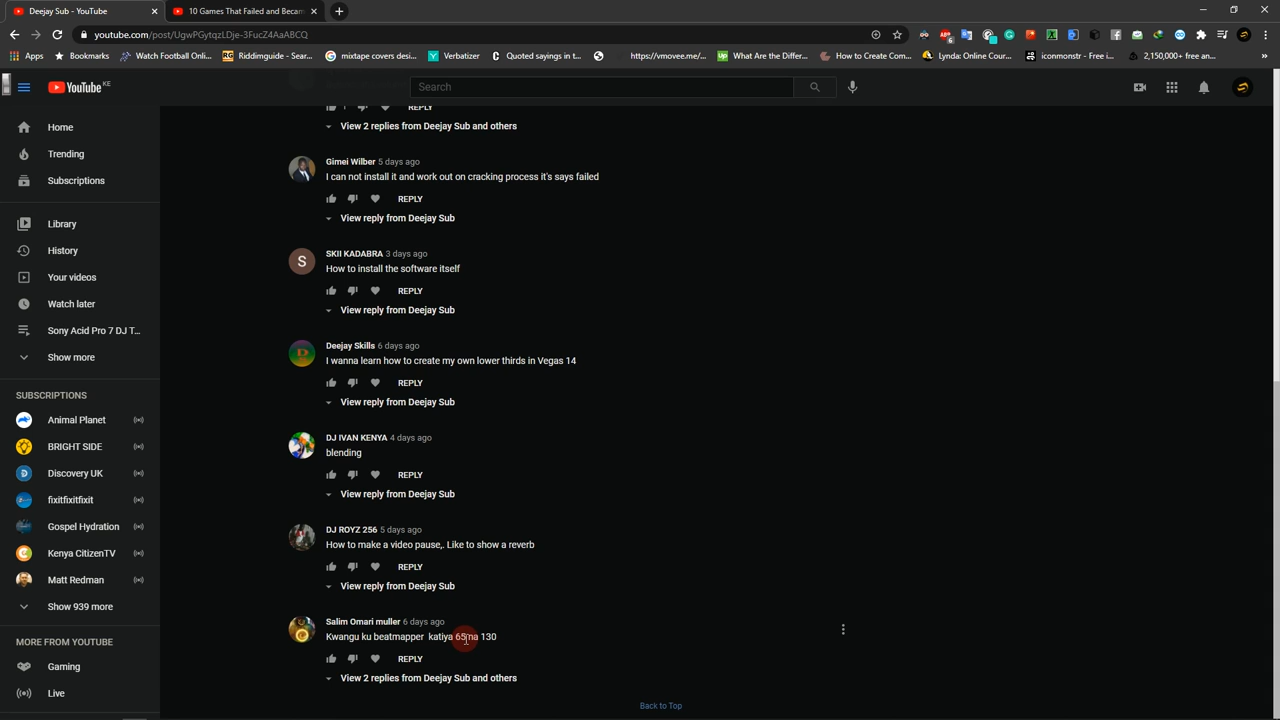 Deejay Sub - YouTube
10 Games That Failed and Becam
youtube.com/post/UgwPGytqzLDje-3FucZ4AaABCQ
Apps
Bookmarks
Watch Football Onli...
Riddimguide - Searc...
mixtape covers desi...
Verbatizer
Quoted sayings in t...
https://vmovee.me/...
What Are the Differ...
How to Create Com...
Lynda: Online Cours...
iconmonstr - Free i...
2,150,000+ free an...
YouTube KE
Search
Home
Trending
Subscriptions
Library
History
Your videos
Watch later
Sony Acid Pro 7 DJ T...
Show more
SUBSCRIPTIONS
Animal Planet
BRIGHT SIDE
Discovery UK
fixitfixitfixit
Gospel Hydration
Kenya CitizenTV
Matt Redman
Show 939 more
MORE FROM YOUTUBE
Gaming
Live
1 REPLY
View 2 replies from Deejay Sub and others
Gimei Wilber 5 days ago
I can not install it and work out on cracking process it's says failed
REPLY
View reply from Deejay Sub
S
SKII KADABRA 3 days ago
How to install the software itself
REPLY
View reply from Deejay Sub
Deejay Skills 6 days ago
I wanna learn how to create my own lower thirds in Vegas 14
REPLY
View reply from Deejay Sub
DJ IVAN KENYA 4 days ago
blending
REPLY
View reply from Deejay Sub
DJ ROYZ 256 5 days ago
How to make a video pause,. Like to show a reverb
REPLY
View reply from Deejay Sub
Salim Omari muller 6 days ago
Kwangu ku beatmapper katiya 65ma 130
REPLY
View 2 replies from Deejay Sub and others
Back to Top